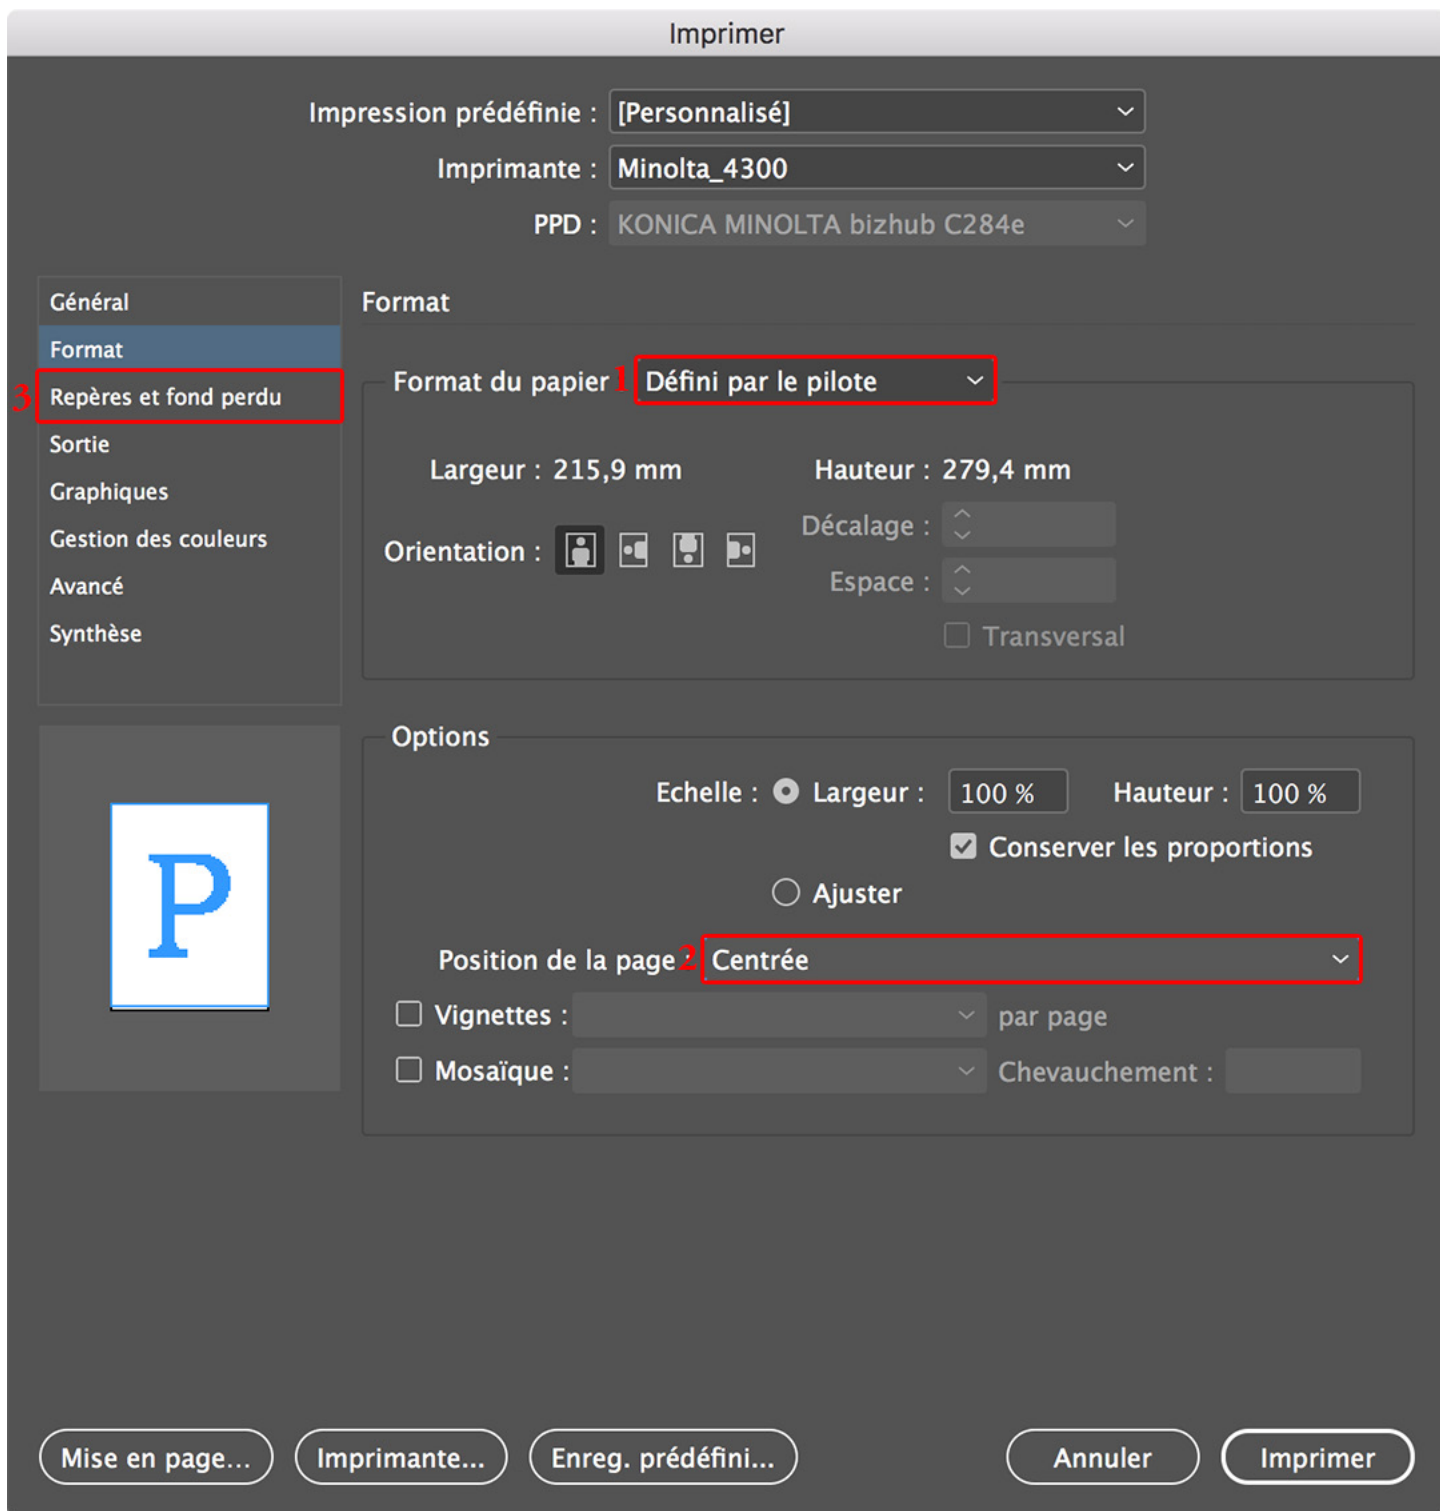 Imprimer
Impression prédéfinie : [Personnalisé]
Imprimante : Minolta_4300
PPD : KONICA MINOLTA bizhub C284e
Général
Format
3 Repères et fond perdu
Sortie
Graphiques
Gestion des couleurs
Avancé
Synthèse
Format
Format du papier 1 Défini par le pilote
Largeur : 215,9 mm Hauteur : 279,4 mm
Orientation : Décalage :
Espace :
Transversal
Options
Echelle : Largeur : 100 % Hauteur : 100 %
Conserver les proportions
Ajuster
Position de la page : 2 Centrée
Vignettes : par page
Mosaïque : Chevauchement :
P
Mise en page... Imprimante... Enreg. prédéfini... Annuler Imprimer